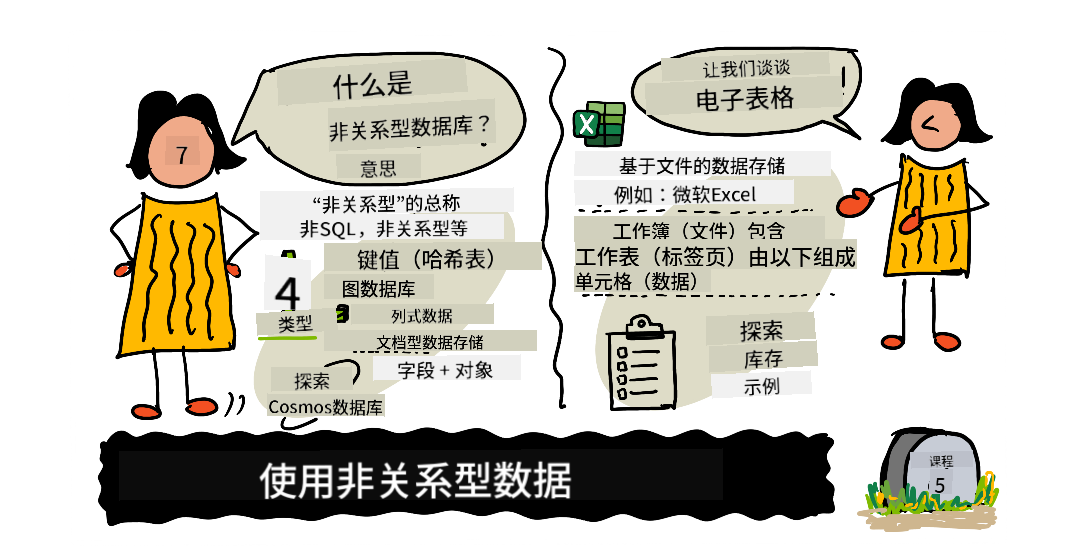 什么是
非关系型数据库？
意思
“非关系型”的总称
非SQL，非关系型等
4
类型
键值（哈希表）
图数据库
列式数据
文档型数据存储
字段 + 对象
探索
Cosmos数据库
7
让我们谈谈
电子表格
!
X
基于文件的数据存储
例如：微软Excel
工作簿（文件）包含
工作表（标签页）由以下组成
单元格（数据）
探索
库存
示例
使用非关系型数据
课程
5